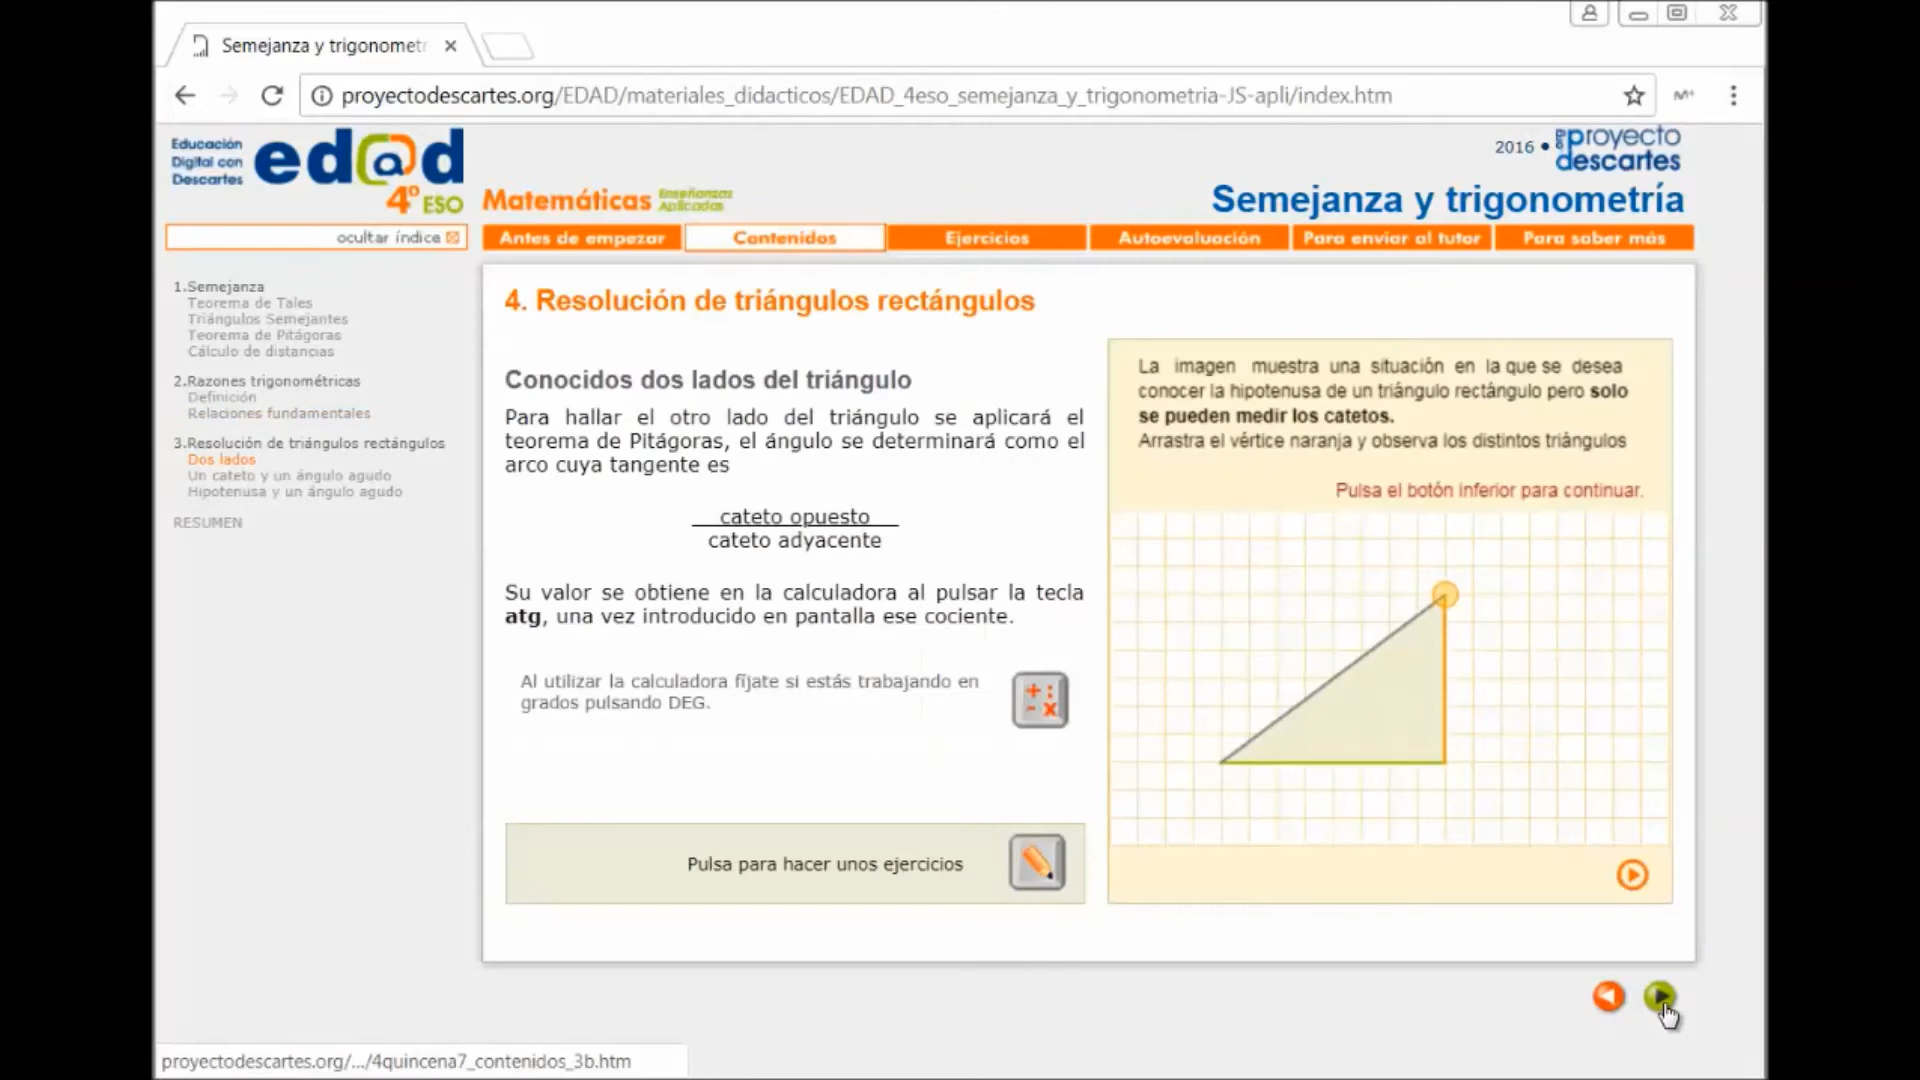 Semejanza y trigonometr
proyectodescartes.org/EDAD/materiales_didacticos/EDAD_4eso_semejanza_y_trigonometria-JS-apli/index.htm
Educación
Digital con
Descartes
ed@d
4º ESO
Matemáticas
Enseñanzas
Aplicadas
2016 • proyecto
descartes
.org
Semejanza y trigonometría
ocultar índice
Antes de empezar
Contenidos
Ejercicios
Autoevaluación
Para enviar al tutor
Para saber más
1.Semejanza
Teorema de Tales
Triángulos Semejantes
Teorema de Pitágoras
Cálculo de distancias
2.Razones trigonométricas
Definición
Relaciones fundamentales
3.Resolución de triángulos rectángulos
Dos lados
Un cateto y un ángulo agudo
Hipotenusa y un ángulo agudo
RESUMEN
4. Resolución de triángulos rectángulos
Conocidos dos lados del triángulo
Para hallar el otro lado del triángulo se aplicará el
teorema de Pitágoras, el ángulo se determinará como el
arco cuya tangente es
cateto opuesto
cateto adyacente
Su valor se obtiene en la calculadora al pulsar la tecla
atg, una vez introducido en pantalla ese cociente.
Al utilizar la calculadora fíjate si estás trabajando en
grados pulsando DEG.
+ :
- x
Pulsa para hacer unos ejercicios
La imagen muestra una situación en la que se desea
conocer la hipotenusa de un triángulo rectángulo pero solo
se pueden medir los catetos.
Arrastra el vértice naranja y observa los distintos triángulos
Pulsa el botón inferior para continuar.
proyectodescartes.org/.../4quincena7_contenidos_3b.htm